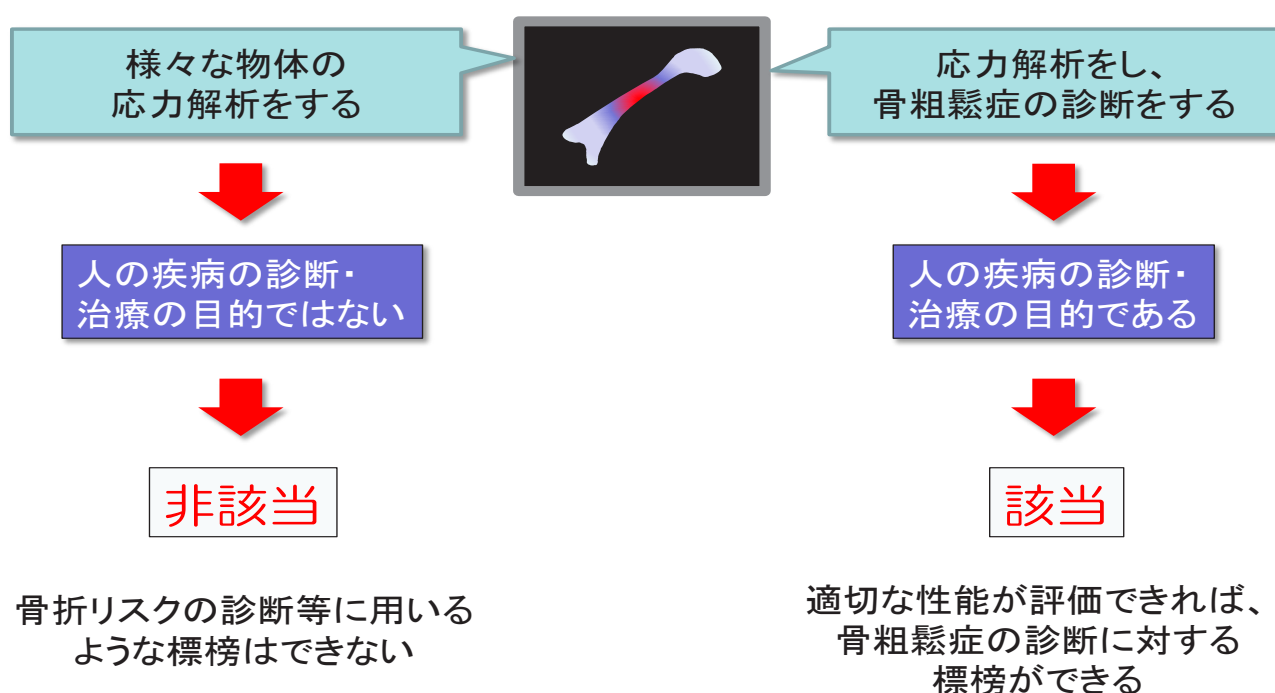 様々な物体の
応力解析をする
人の疾病の診断・
治療の目的ではない
非該当
骨折リスクの診断等に用いる
ような標榜はできない
応力解析をし、
骨粗鬆症の診断をする
人の疾病の診断・
治療の目的である
該当
適切な性能が評価できれば、
骨粗鬆症の診断に対する
標榜ができる